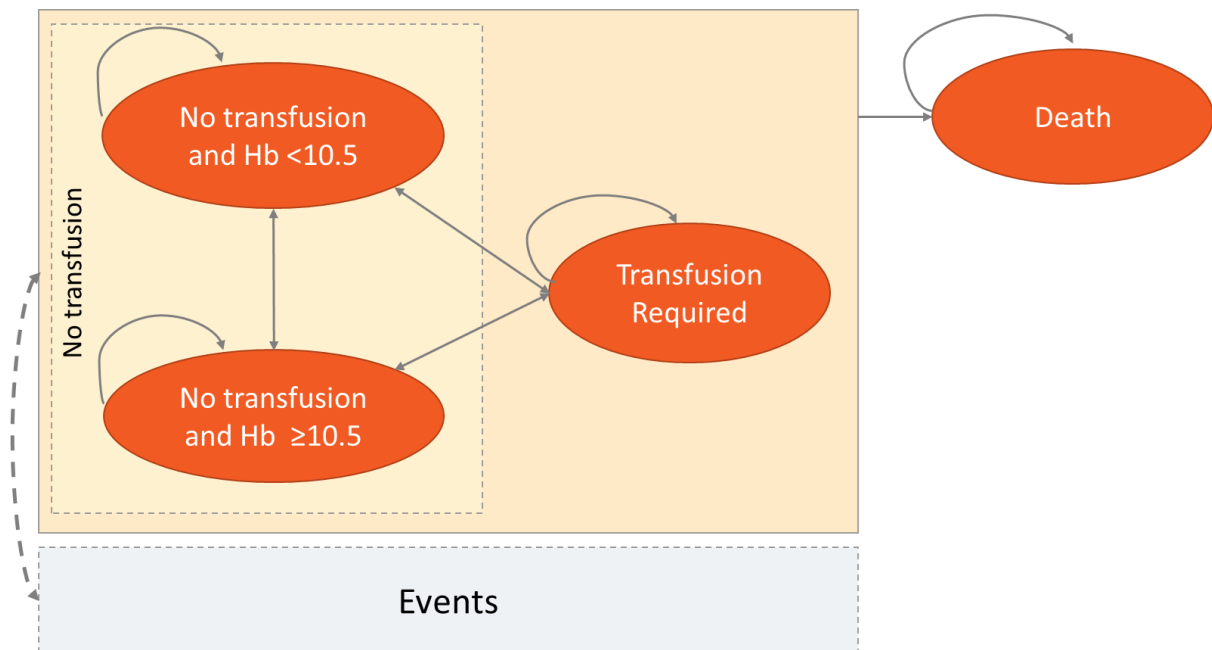 No transfusion
and Hb <10.5
Death
No transfusion
Transfusion
Required
No transfusion
and Hb ≥10.5
Events